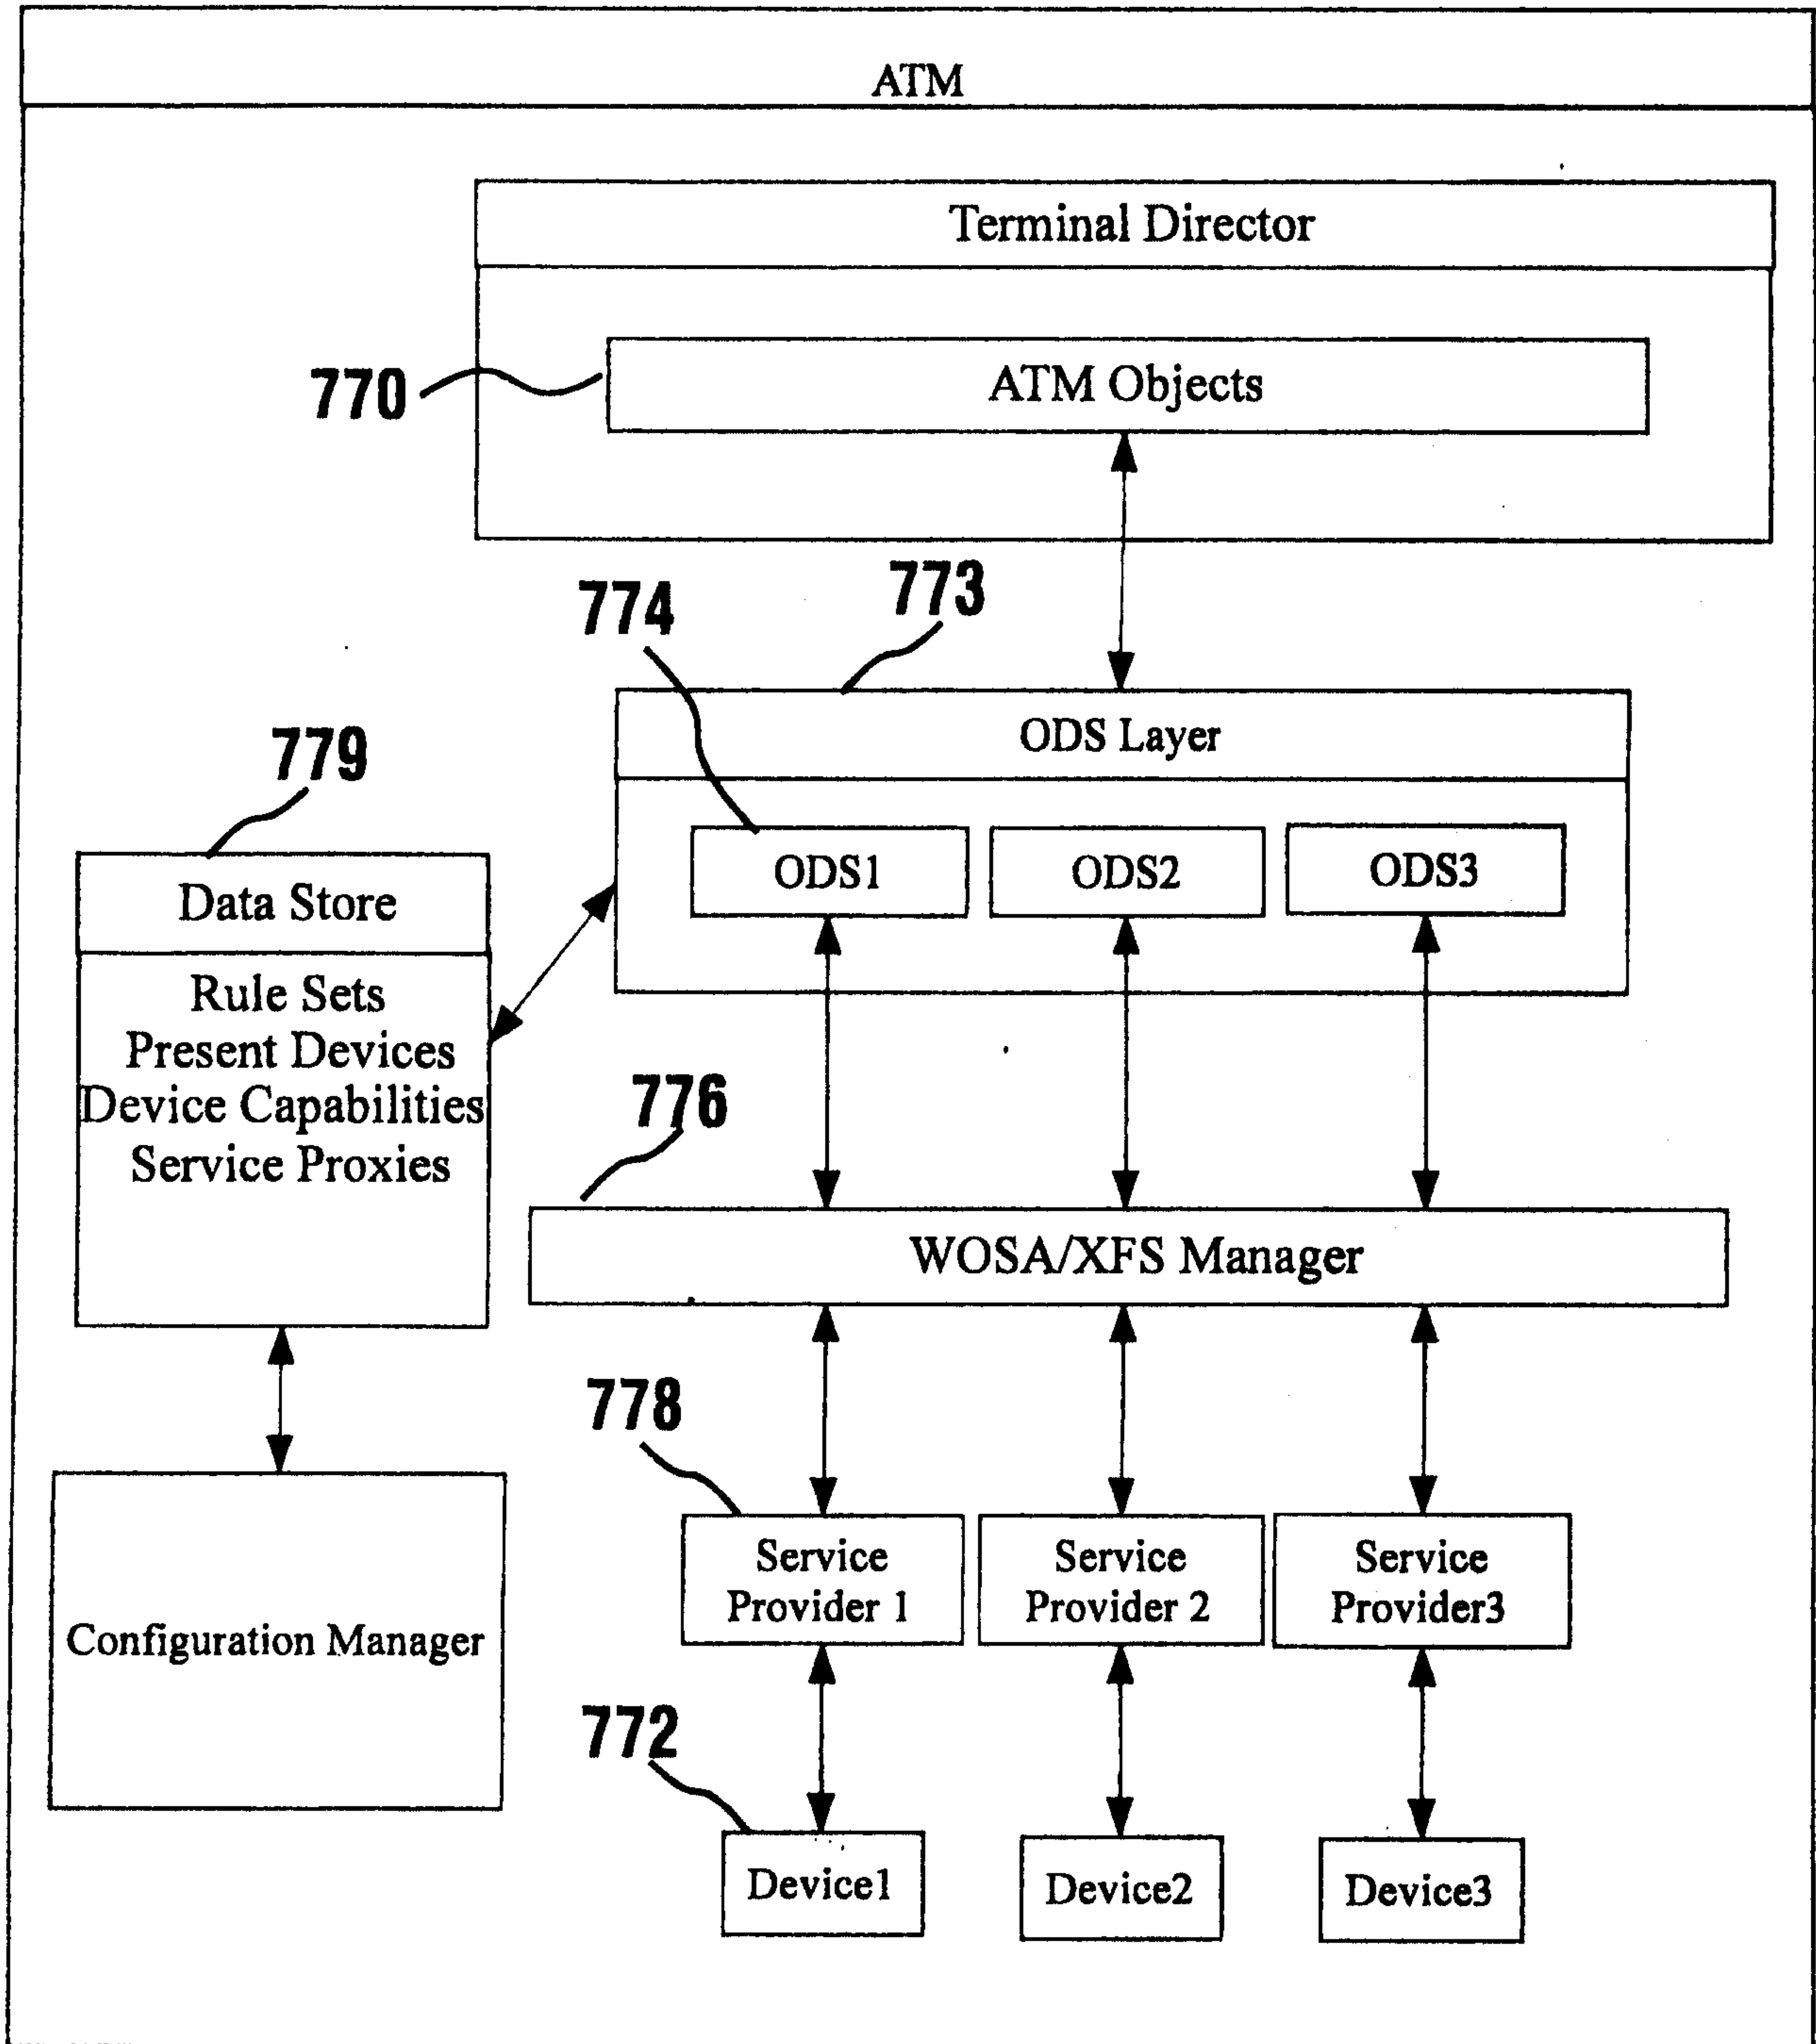 ATM
Terminal Director
770
ATM Objects
774
773
ODS Layer
779
ODS1
ODS2
ODS3
Data Store
Rule Sets
Present Devices
Device Capabilities
Service Proxies
776
WOSA/XFS Manager
778
Service
Provider 1
Service
Provider 2
Service
Provider3
Configuration Manager
772
Device1
Device2
Device3